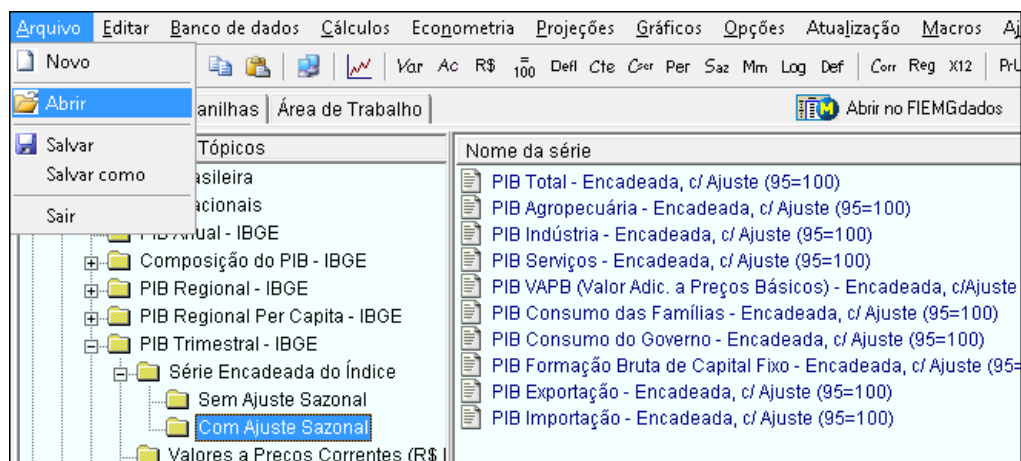 Arquivo Editar Banco de dados Cálculos Econometria Projeções Gráficos Opções Atualização Macros
Novo
Var Ac R$ 100 Defl Cte Cser Per Saz Mm Log Def Corr Reg X12
Abrir
anilhas Área de Trabalho Abrir no FIEMGdados
Salvar
Salvar como
Sair
Tópicos
asileira
acionais
PIB Anual - IBGE
Composição do PIB - IBGE
PIB Regional - IBGE
PIB Regional Per Capita - IBGE
PIB Trimestral - IBGE
Série Encadeada do Índice
Sem Ajuste Sazonal
Com Ajuste Sazonal
Valores a Preços Correntes (R$
Nome da série
PIB Total - Encadeada, c/ Ajuste (95=100)
PIB Agropecuária - Encadeada, c/ Ajuste (95=100)
PIB Indústria - Encadeada, c/ Ajuste (95=100)
PIB Serviços - Encadeada, c/ Ajuste (95=100)
PIB VAPB (Valor Adic. a Preços Básicos) - Encadeada, c/Ajuste
PIB Consumo das Famílias - Encadeada, c/ Ajuste (95=100)
PIB Consumo do Governo - Encadeada, c/ Ajuste (95=100)
PIB Formação Bruta de Capital Fixo - Encadeada, c/ Ajuste (95=
PIB Exportação - Encadeada, c/ Ajuste (95=100)
PIB Importação - Encadeada, c/ Ajuste (95=100)